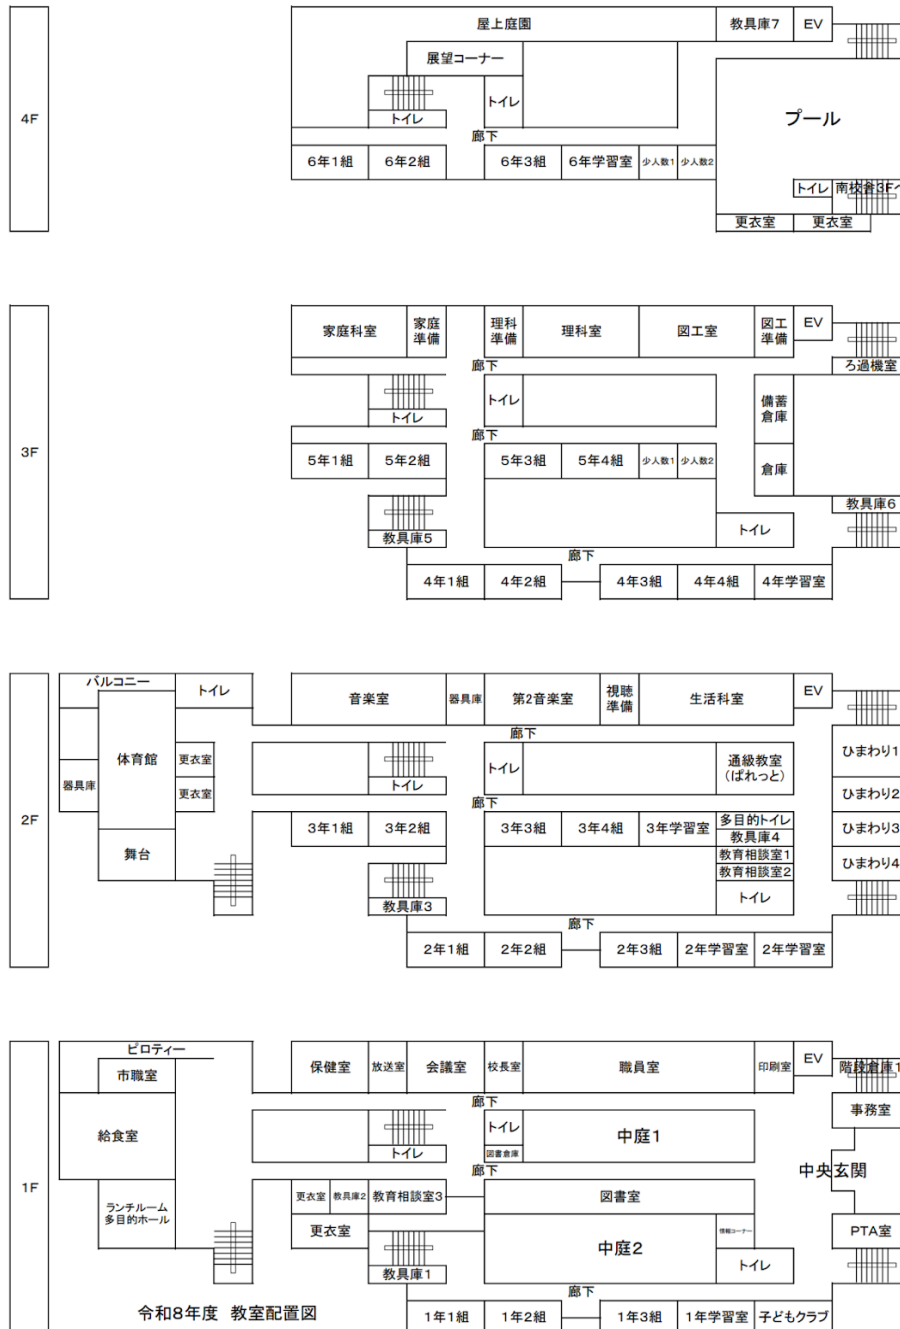 屋上庭園
教具庫7
EV
展望コーナー
トイレ
トイレ
4F
プール
廊下
6年1組
6年2組
6年3組
6年学習室
少人数1
少人数2
トイレ
南校舎3Fへ
更衣室
更衣室
家庭科室
家庭
準備
理科
準備
理科室
図工室
図工
準備
EV
廊下
ろ過機室
トイレ
トイレ
備蓄
倉庫
廊下
3F
5年1組
5年2組
5年3組
5年4組
少人数1
少人数2
倉庫
教具庫6
教具庫5
トイレ
廊下
4年1組
4年2組
4年3組
4年4組
4年学習室
バルコニー
トイレ
音楽室
器具庫
第2音楽室
視聴
準備
生活科室
EV
廊下
体育館
更衣室
トイレ
トイレ
通級教室
(ぱれっと)
ひまわり1
器具庫
更衣室
ひまわり2
廊下
2F
3年1組
3年2組
3年3組
3年4組
3年学習室
多目的トイレ
教具庫4
ひまわり3
舞台
教育相談室1
教育相談室2
ひまわり4
教具庫3
トイレ
廊下
2年1組
2年2組
2年3組
2年学習室
2年学習室
ピロティー
市職室
保健室
放送室
会議室
校長室
職員室
印刷室
EV
階段倉庫1
廊下
事務室
給食室
トイレ
トイレ
図書倉庫
中庭1
廊下
中央玄関
1F
ランチルーム
多目的ホール
更衣室
教具庫2
教育相談室3
図書室
更衣室
中庭2
情報コーナー
PTA室
教具庫1
トイレ
廊下
令和8年度 教室配置図
1年1組
1年2組
1年3組
1年学習室
子どもクラブ